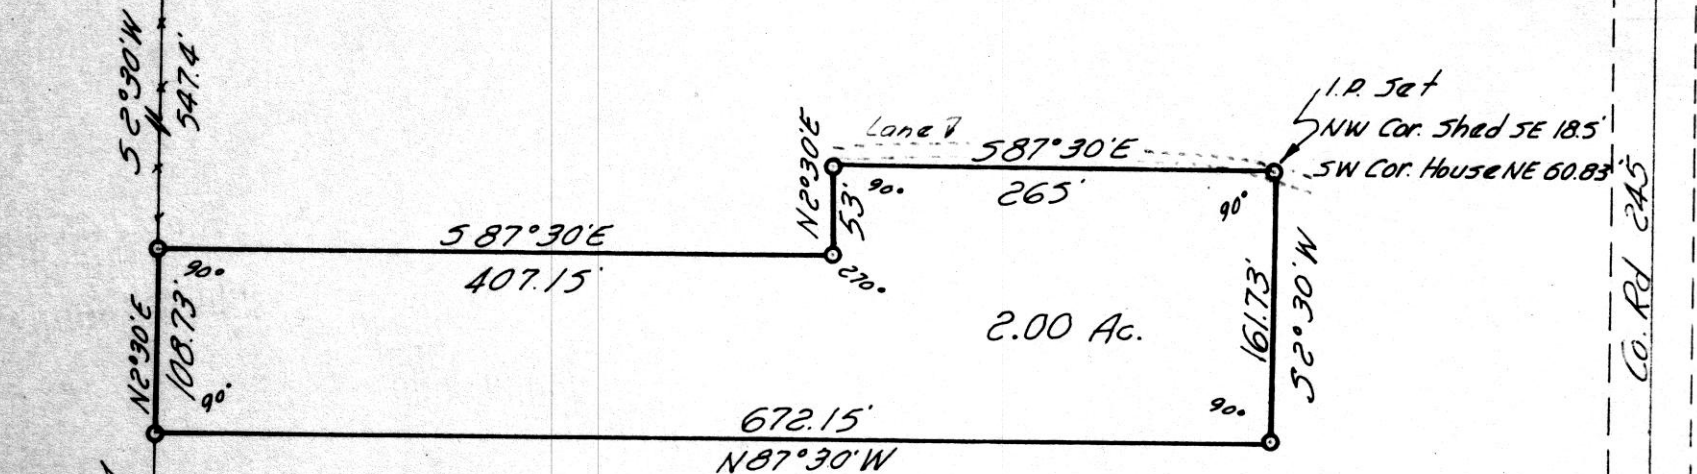 S 2°30'W
547.4'
I.P. Set
NW Cor. Shed SE 18.5'
SW Cor. House NE 60.83'
Lane
N2°30'E
53'
S87°30'E
265'
90°
90°
S 87°30'E
407.15'
90°
270°
N2°30'E
108.73'
90°
2.00 Ac.
161.73'
S2°30'W
90°
672.15'
N87°30'W
Co. Rd 245